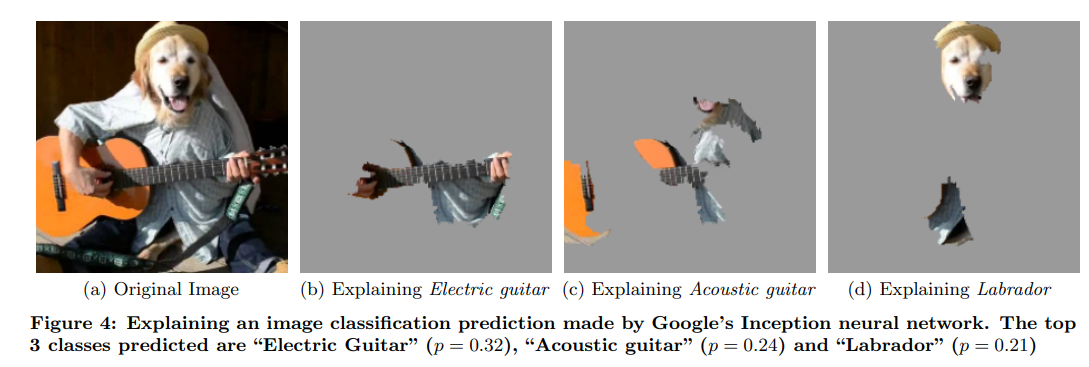 (a) Original Image
(b) Explaining Electric guitar
(c) Explaining Acoustic guitar
(d) Explaining Labrador
Figure 4: Explaining an image classification prediction made by Google's Inception neural network. The top
3 classes predicted are “Electric Guitar” (p = 0.32), “Acoustic guitar” (p = 0.24) and “Labrador” (p = 0.21)